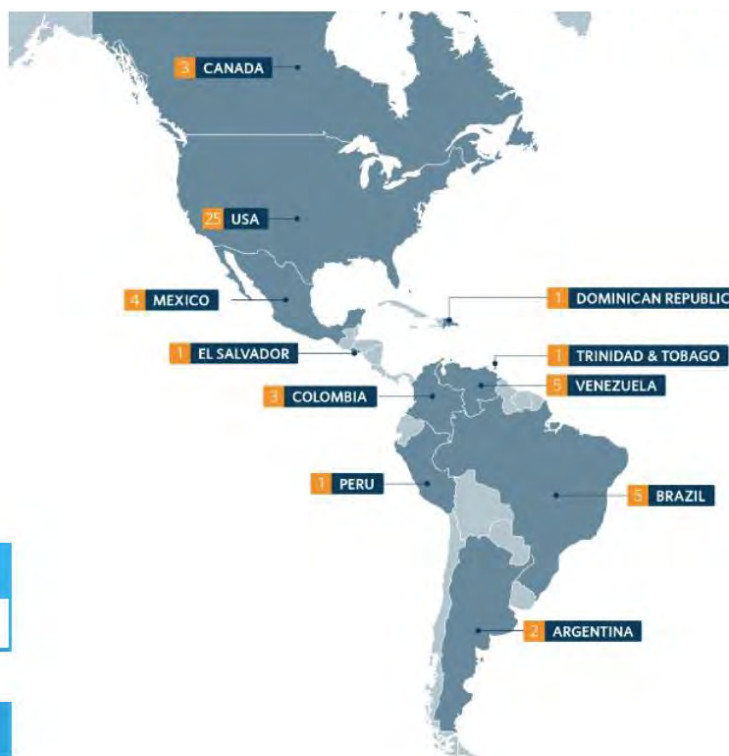 3 CANADA
25 USA
4 MEXICO
1 DOMINICAN REPUBLIC
1 EL SALVADOR
1 TRINIDAD & TOBAGO
5 VENEZUELA
3 COLOMBIA
1 PERU
5 BRAZIL
2 ARGENTINA